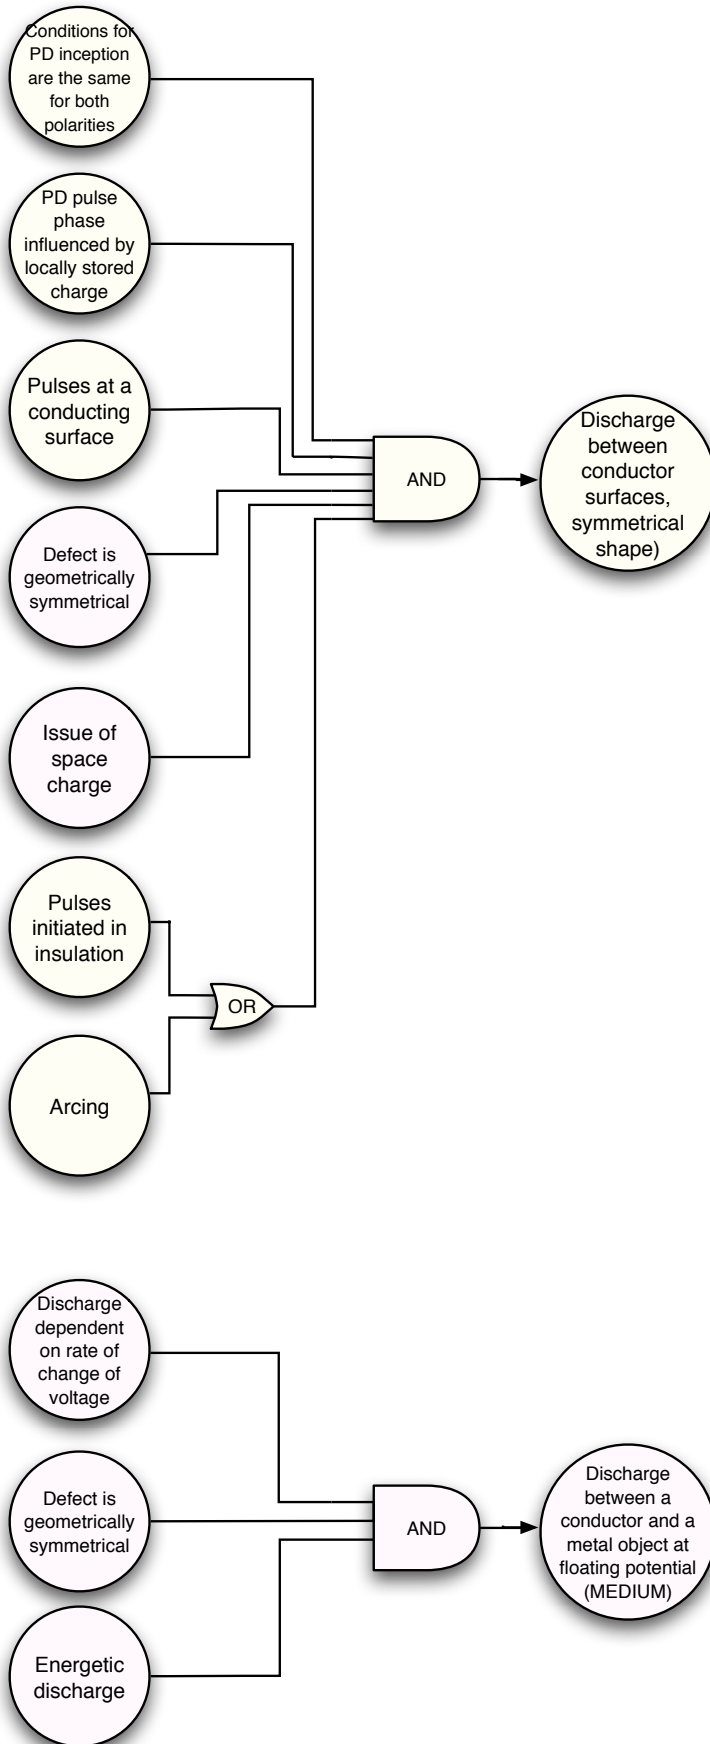 Conditions for
PD inception
are the same
for both
polarities
PD pulse
phase
influenced by
locally stored
charge
Pulses at a
conducting
surface
Defect is
geometrically
symmetrical
Issue of
space
charge
Pulses
initiated in
insulation
Arcing
OR
AND
Discharge
between
conductor
surfaces,
symmetrical
shape)
Discharge
dependent
on rate of
change of
voltage
Defect is
geometrically
symmetrical
Energetic
discharge
AND
Discharge
between a
conductor and a
metal object at
floating potential
(MEDIUM)